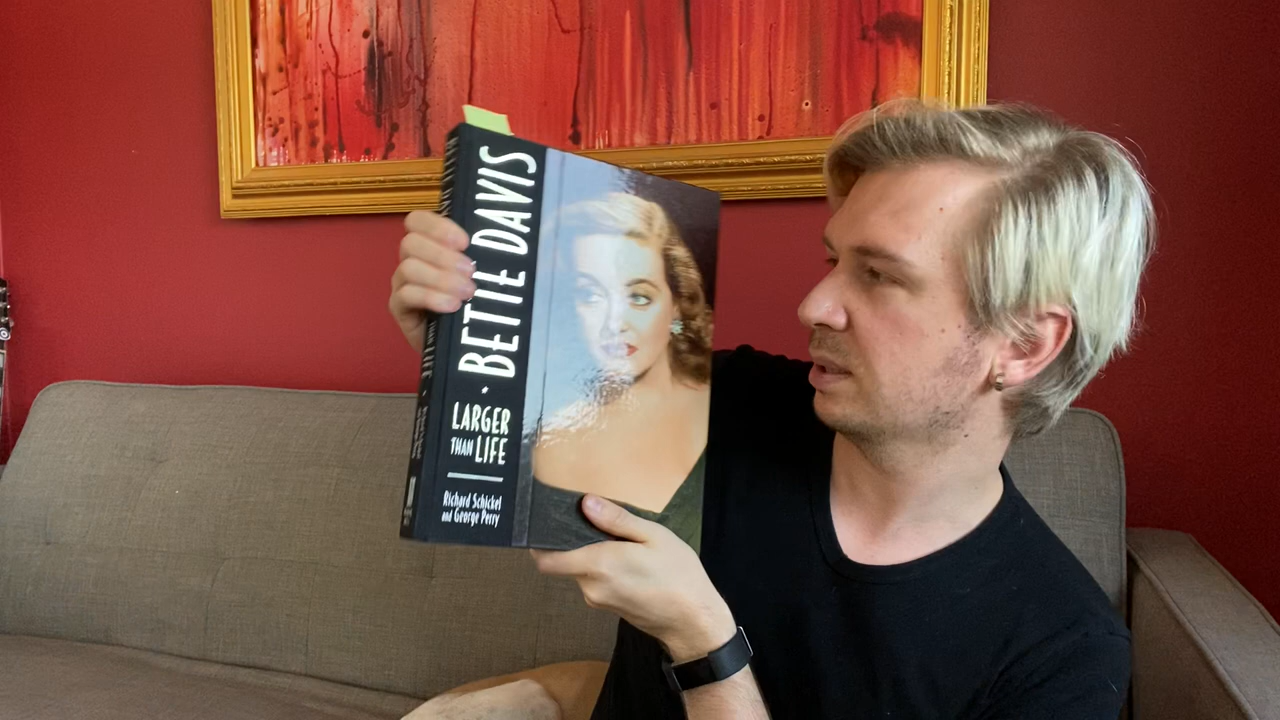 BETTE DAVIS
LARGER
THAN LIFE
Richard Schickel
and George Perry